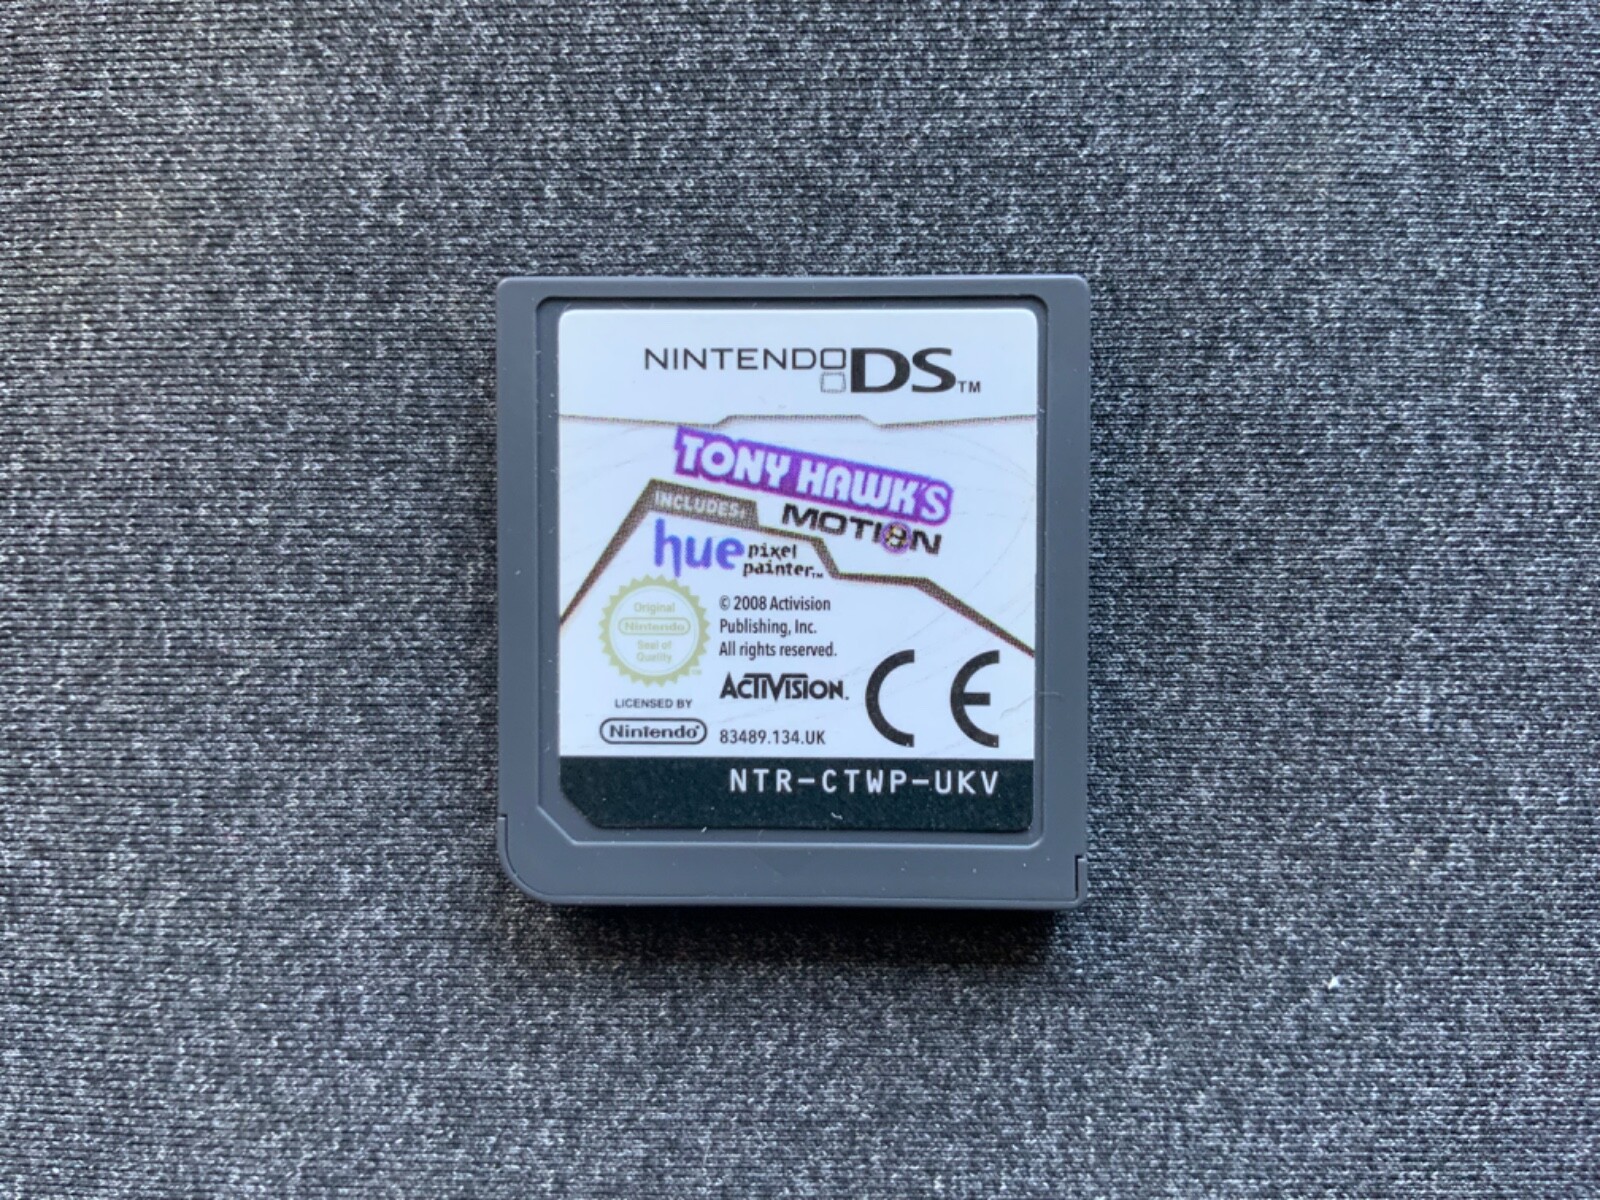 NINTENDO DS™
TONY HAWK'S
MOTION
INCLUDES:
hue pixel
painter™
Original
Nintendo
Seal of
Quality
™
© 2008 Activision
Publishing, Inc.
All rights reserved.
ACTIVISION.
LICENSED BY
Nintendo®
83489.134.UK
CE
NTR-CTWP-UKV